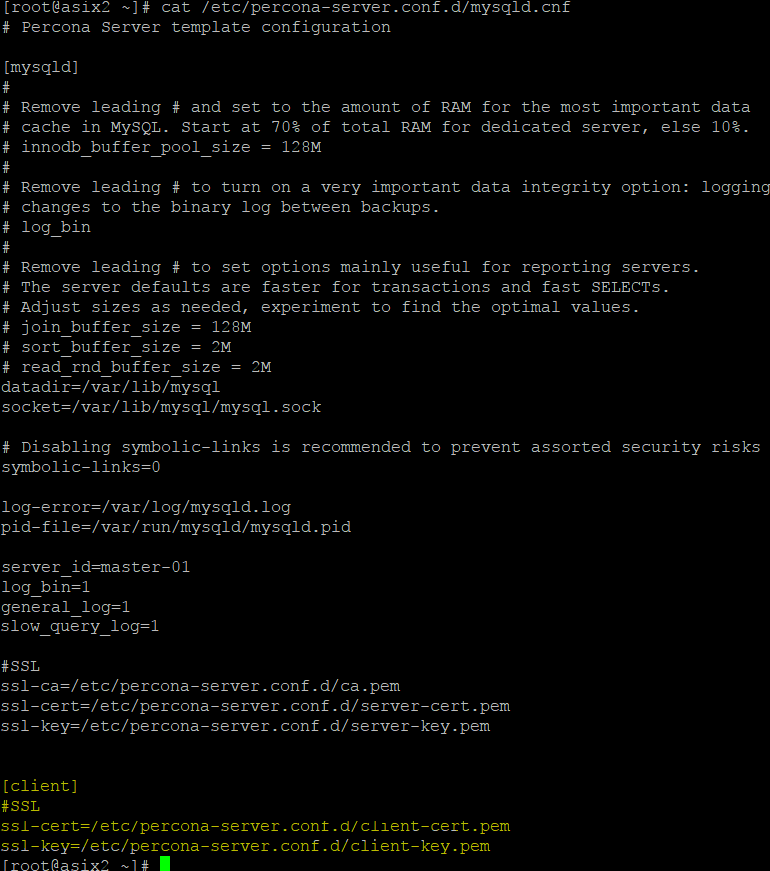 [root@asix2 ~]# cat /etc/percona-server.conf.d/mysqld.cnf
# Percona Server template configuration
[mysqld]
#
# Remove leading # and set to the amount of RAM for the most important data
# cache in MySQL. Start at 70% of total RAM for dedicated server, else 10%.
# innodb_buffer_pool_size = 128M
#
# Remove leading # to turn on a very important data integrity option: logging
# changes to the binary log between backups.
# log_bin
#
# Remove leading # to set options mainly useful for reporting servers.
# The server defaults are faster for transactions and fast SELECTs.
# Adjust sizes as needed, experiment to find the optimal values.
# join_buffer_size = 128M
# sort_buffer_size = 2M
# read_rnd_buffer_size = 2M
datadir=/var/lib/mysql
socket=/var/lib/mysql/mysql.sock
# Disabling symbolic-links is recommended to prevent assorted security risks
symbolic-links=0
log-error=/var/log/mysqld.log
pid-file=/var/run/mysqld/mysqld.pid
server_id=master-01
log_bin=1
general_log=1
slow_query_log=1
#SSL
ssl-ca=/etc/percona-server.conf.d/ca.pem
ssl-cert=/etc/percona-server.conf.d/server-cert.pem
ssl-key=/etc/percona-server.conf.d/server-key.pem
[client]
#SSL
ssl-cert=/etc/percona-server.conf.d/client-cert.pem
ssl-key=/etc/percona-server.conf.d/client-key.pem
[root@asix2 ~]#